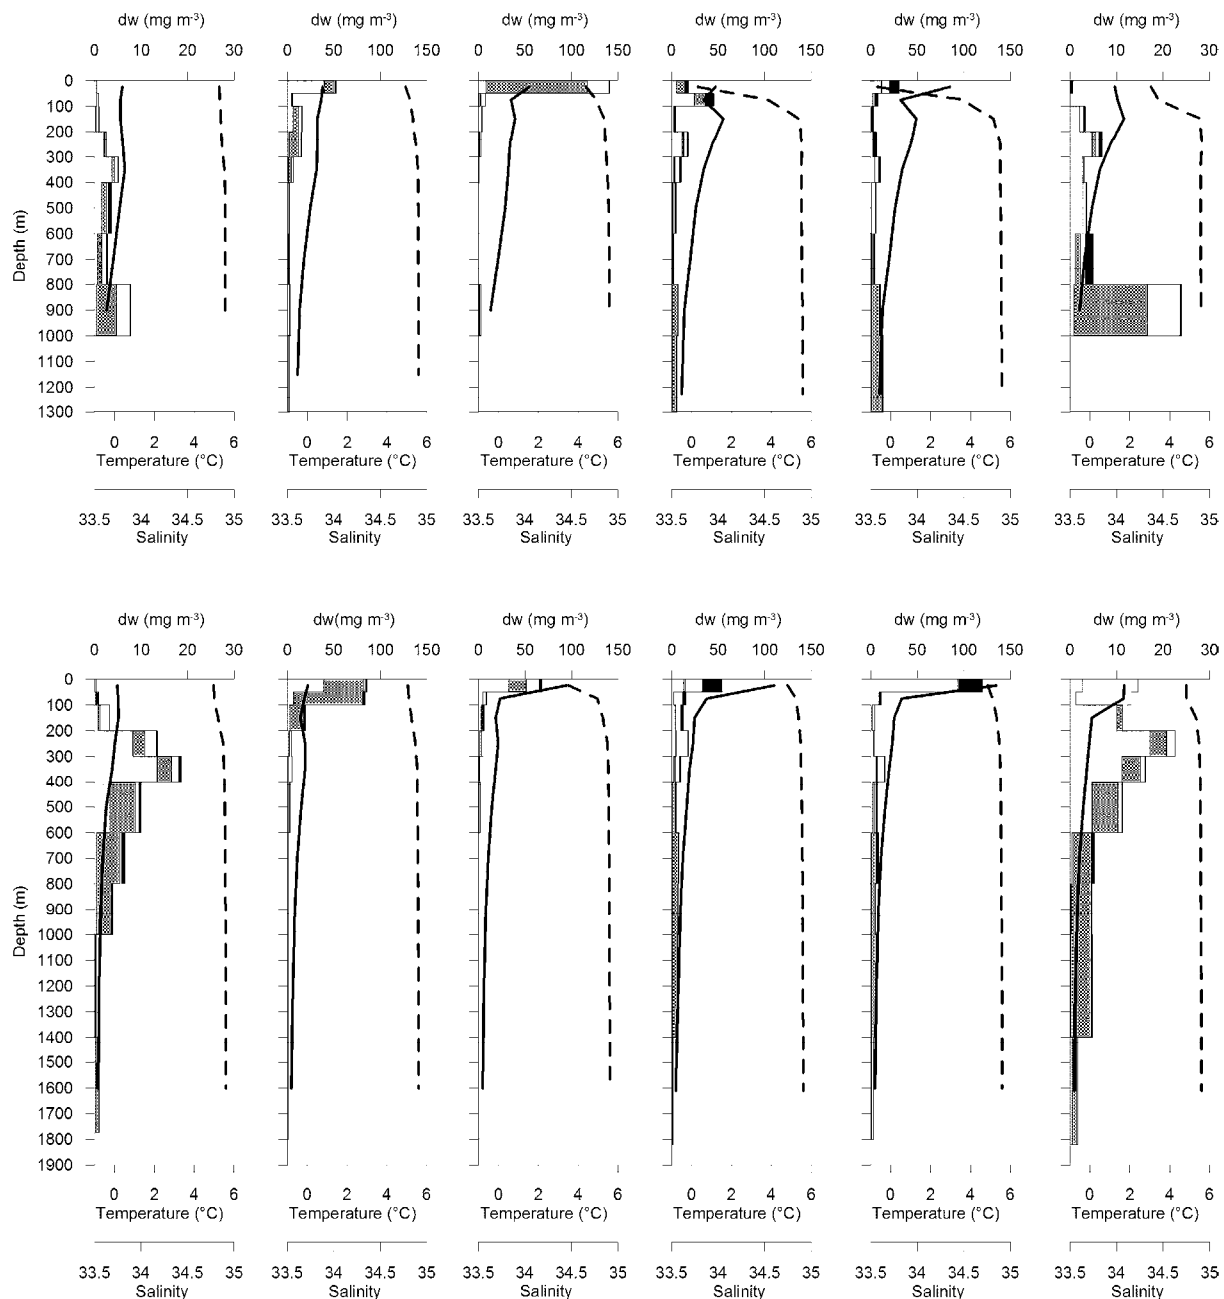 dw (mg m-3) dw (mg m-3) dw (mg m-3) dw (mg m-3) dw (mg m-3) dw (mg m-3)
0 10 20 30 0 50 100 150 0 50 100 150 0 50 100 150 0 50 100 150 0 10 20 30
0
100
200
300
400
500
600
700
800
900
1000
1100
1200
1300
Depth (m)
0 2 4 6 0 2 4 6 0 2 4 6 0 2 4 6 0 2 4 6 0 2 4 6
Temperature (°C) Temperature (°C) Temperature (°C) Temperature (°C) Temperature (°C) Temperature (°C)
33.5 34 34.5 35 33.5 34 34.5 35 33.5 34 34.5 35 33.5 34 34.5 35 33.5 34 34.5 35 33.5 34 34.5 35
Salinity Salinity Salinity Salinity Salinity Salinity
dw (mg m-3) dw(mg m-3) dw (mg m-3) dw (mg m-3) dw (mg m-3) dw (mg m-3)
0 10 20 30 0 50 100 150 0 50 100 150 0 50 100 150 0 50 100 150 0 10 20 30
0
100
200
300
400
500
600
700
800
900
1000
1100
1200
1300
1400
1500
1600
1700
1800
1900
Depth (m)
0 2 4 6 0 2 4 6 0 2 4 6 0 2 4 6 0 2 4 6 0 2 4 6
Temperature (°C) Temperature (°C) Temperature (°C) Temperature (°C) Temperature (°C) Temperature (°C)
33.5 34 34.5 35 33.5 34 34.5 35 33.5 34 34.5 35 33.5 34 34.5 35 33.5 34 34.5 35 33.5 34 34.5 35
Salinity Salinity Salinity Salinity Salinity Salinity